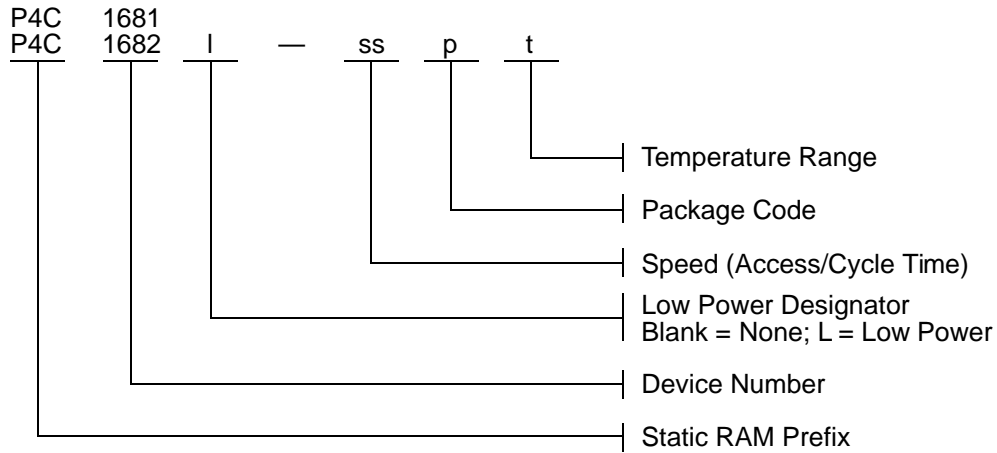 P4C 1681
P4C 1682 l — ss p t
Temperature Range
Package Code
Speed (Access/Cycle Time)
Low Power Designator
Blank = None; L = Low Power
Device Number
Static RAM Prefix